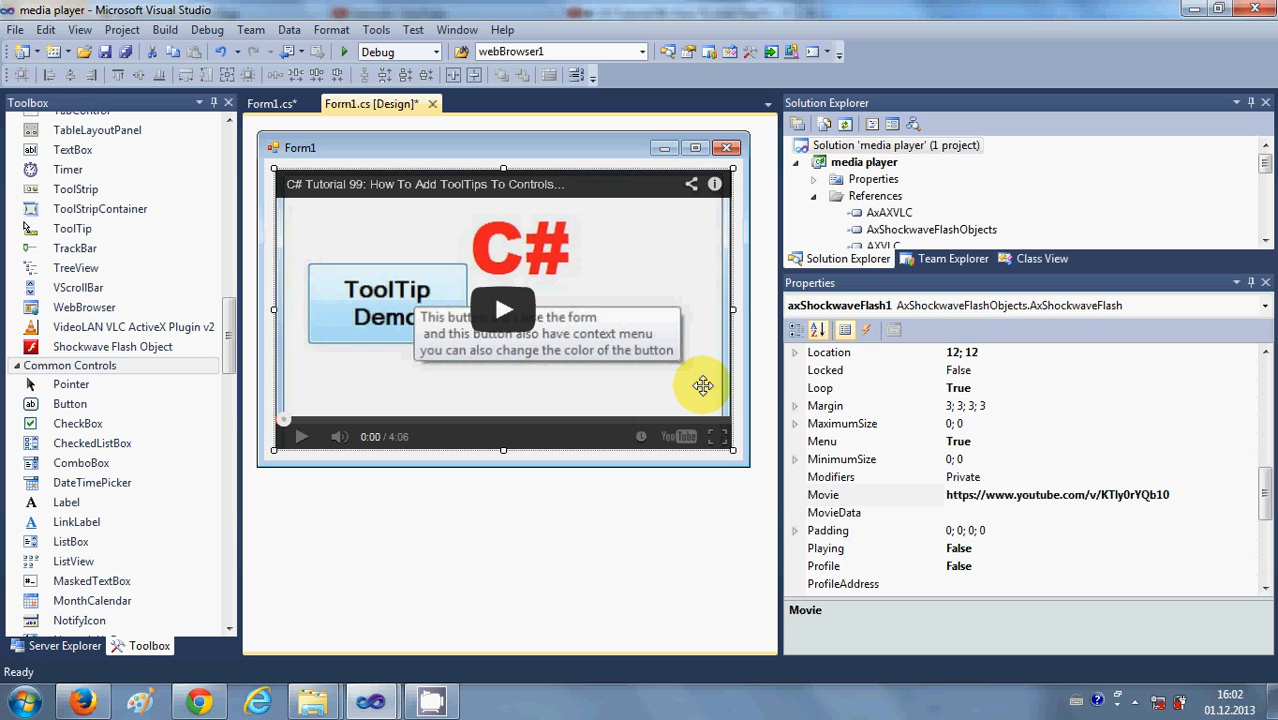 media player - Microsoft Visual Studio
File Edit View Project Build Debug Team Data Format Tools Test Window Help
Debug webBrowser1
Toolbox
TableLayoutPanel
TextBox
Timer
ToolStrip
ToolStripContainer
ToolTip
TrackBar
TreeView
VScrollBar
WebBrowser
VideoLAN VLC ActiveX Plugin v2
Shockwave Flash Object
Common Controls
Pointer
Button
CheckBox
CheckedListBox
ComboBox
DateTimePicker
Label
LinkLabel
ListBox
ListView
MaskedTextBox
MonthCalendar
NotifyIcon
Server Explorer Toolbox
Form1.cs* Form1.cs [Design]*
Form1
C# Tutorial 99: How To Add ToolTips To Controls...
C#
ToolTip
Demo
the form
and this button also have context menu
you can also change the color of the button
0:00 / 4:06
YouTube
Solution Explorer
Solution 'media player' (1 project)
media player
Properties
References
AxAXVLC
AxShockwaveFlashObjects
AXVLC
Solution Explorer Team Explorer Class View
Properties
axShockwaveFlash1 AxShockwaveFlashObjects.AxShockwaveFlash
Location 12; 12
Locked False
Loop True
Margin 3; 3; 3; 3
MaximumSize 0; 0
Menu True
MinimumSize 0; 0
Modifiers Private
Movie https://www.youtube.com/v/KTly0rYQb10
MovieData
Padding 0; 0; 0; 0
Playing False
Profile False
ProfileAddress
Movie
Ready
16:02
01.12.2013